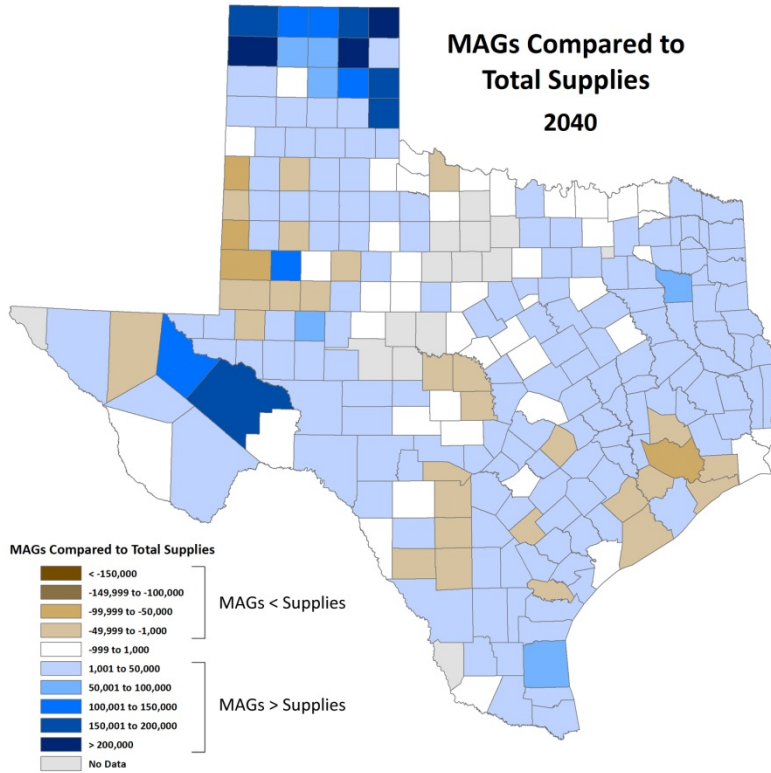 MAGs Compared to
Total Supplies
2040
MAGs Compared to Total Supplies
< -150,000
-149,999 to -100,000
-99,999 to -50,000
-49,999 to -1,000
-999 to 1,000
1,001 to 50,000
50,001 to 100,000
100,001 to 150,000
150,001 to 200,000
> 200,000
No Data
MAGs < Supplies
MAGs > Supplies